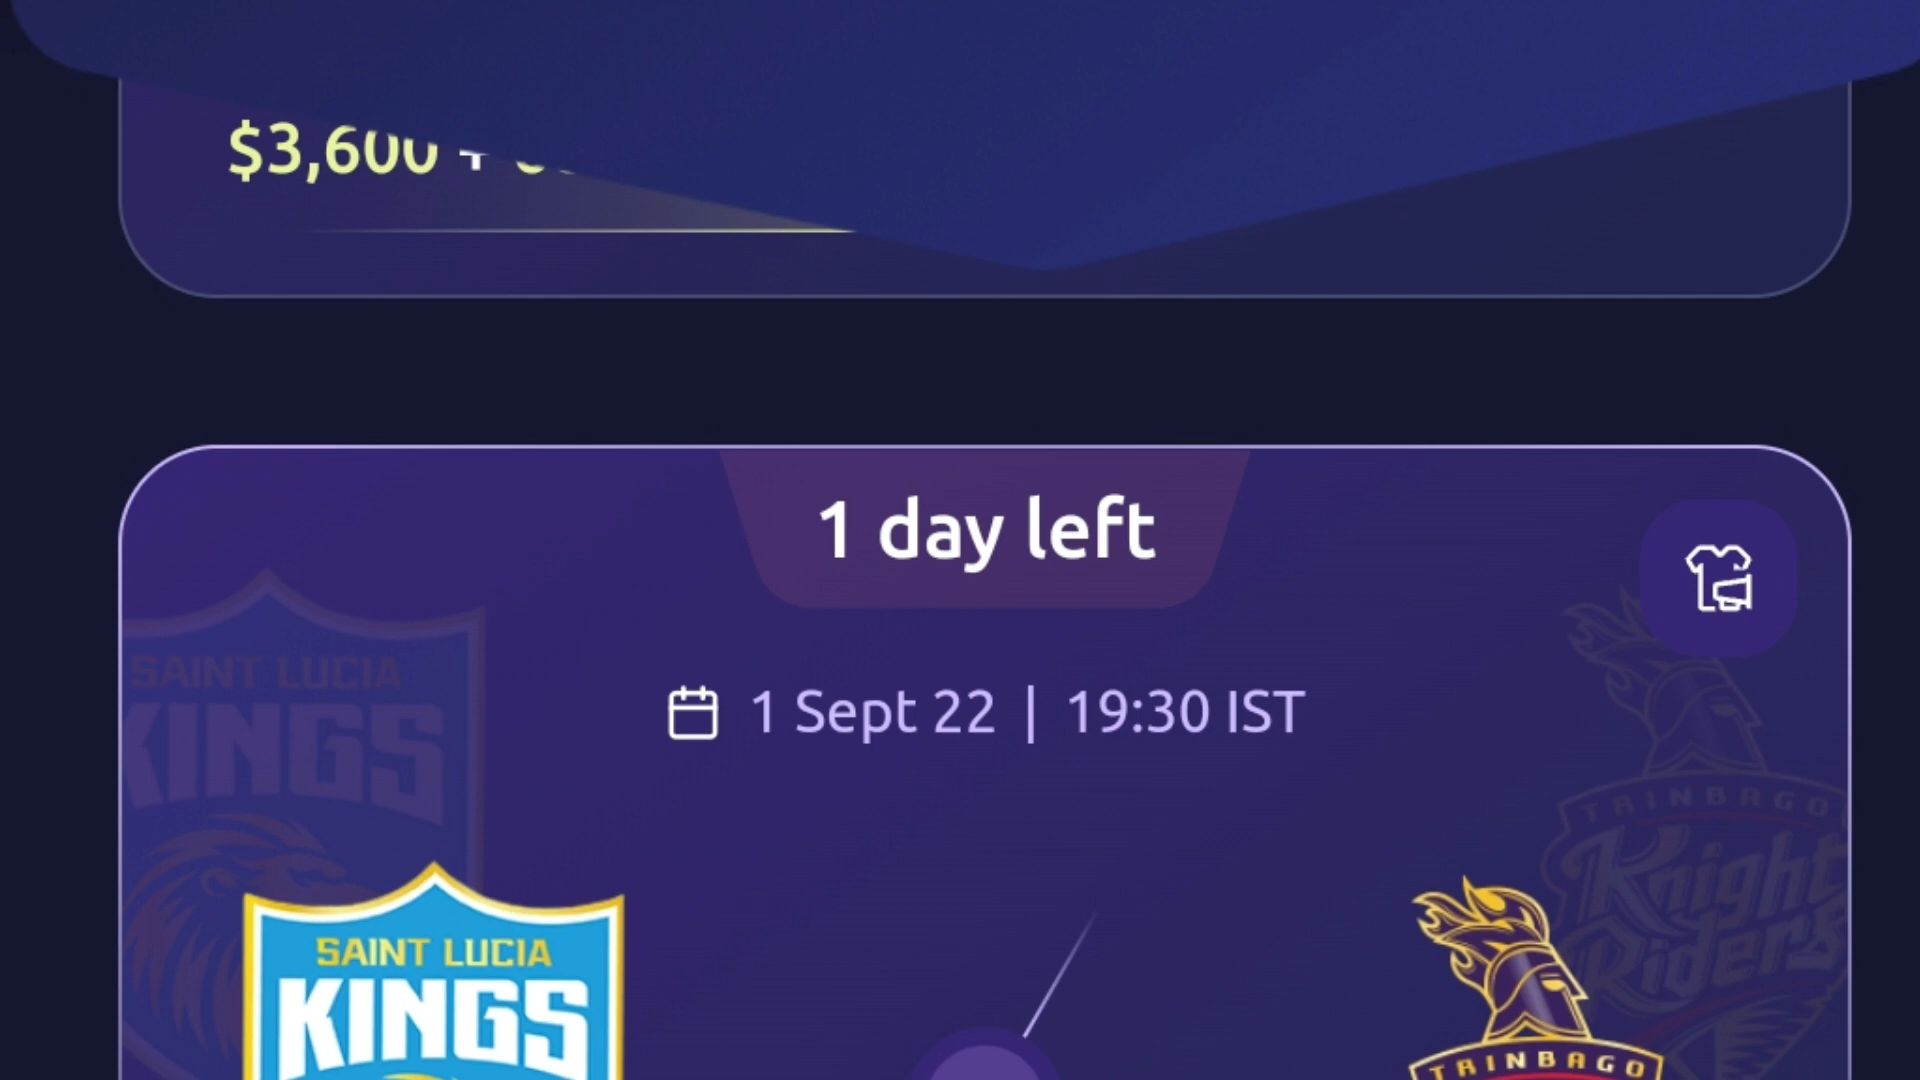 $3,600 +
1 day left
1 Sept 22 | 19:30 IST
SAINT LUCIA
KINGS
TRINBAGO
Knight
Riders
SAINT LUCIA
KINGS
TRINBAGO